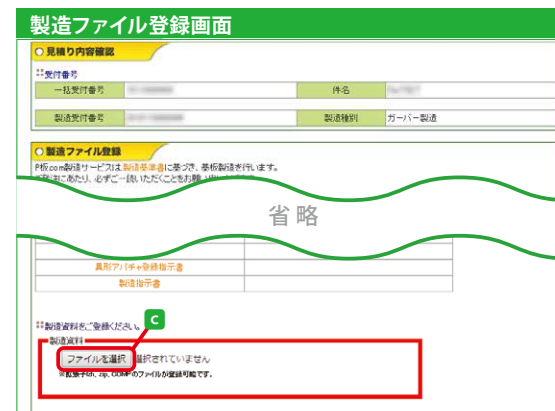 製造ファイル登録画面
見積り内容確認
受付番号
一括受付番号 件名
製造受付番号 製造種別 ガーバー製造
製造ファイル登録
P板.com製造サービスは製造基準書に基づき、基板製造を行います。
省略
異形アパチャ登録指示書
製造指示書
製造資料をご登録ください。
C
製造資料
ファイルを選択 選択されていません
※拡張子は、zip、のファイルが登録可能です。